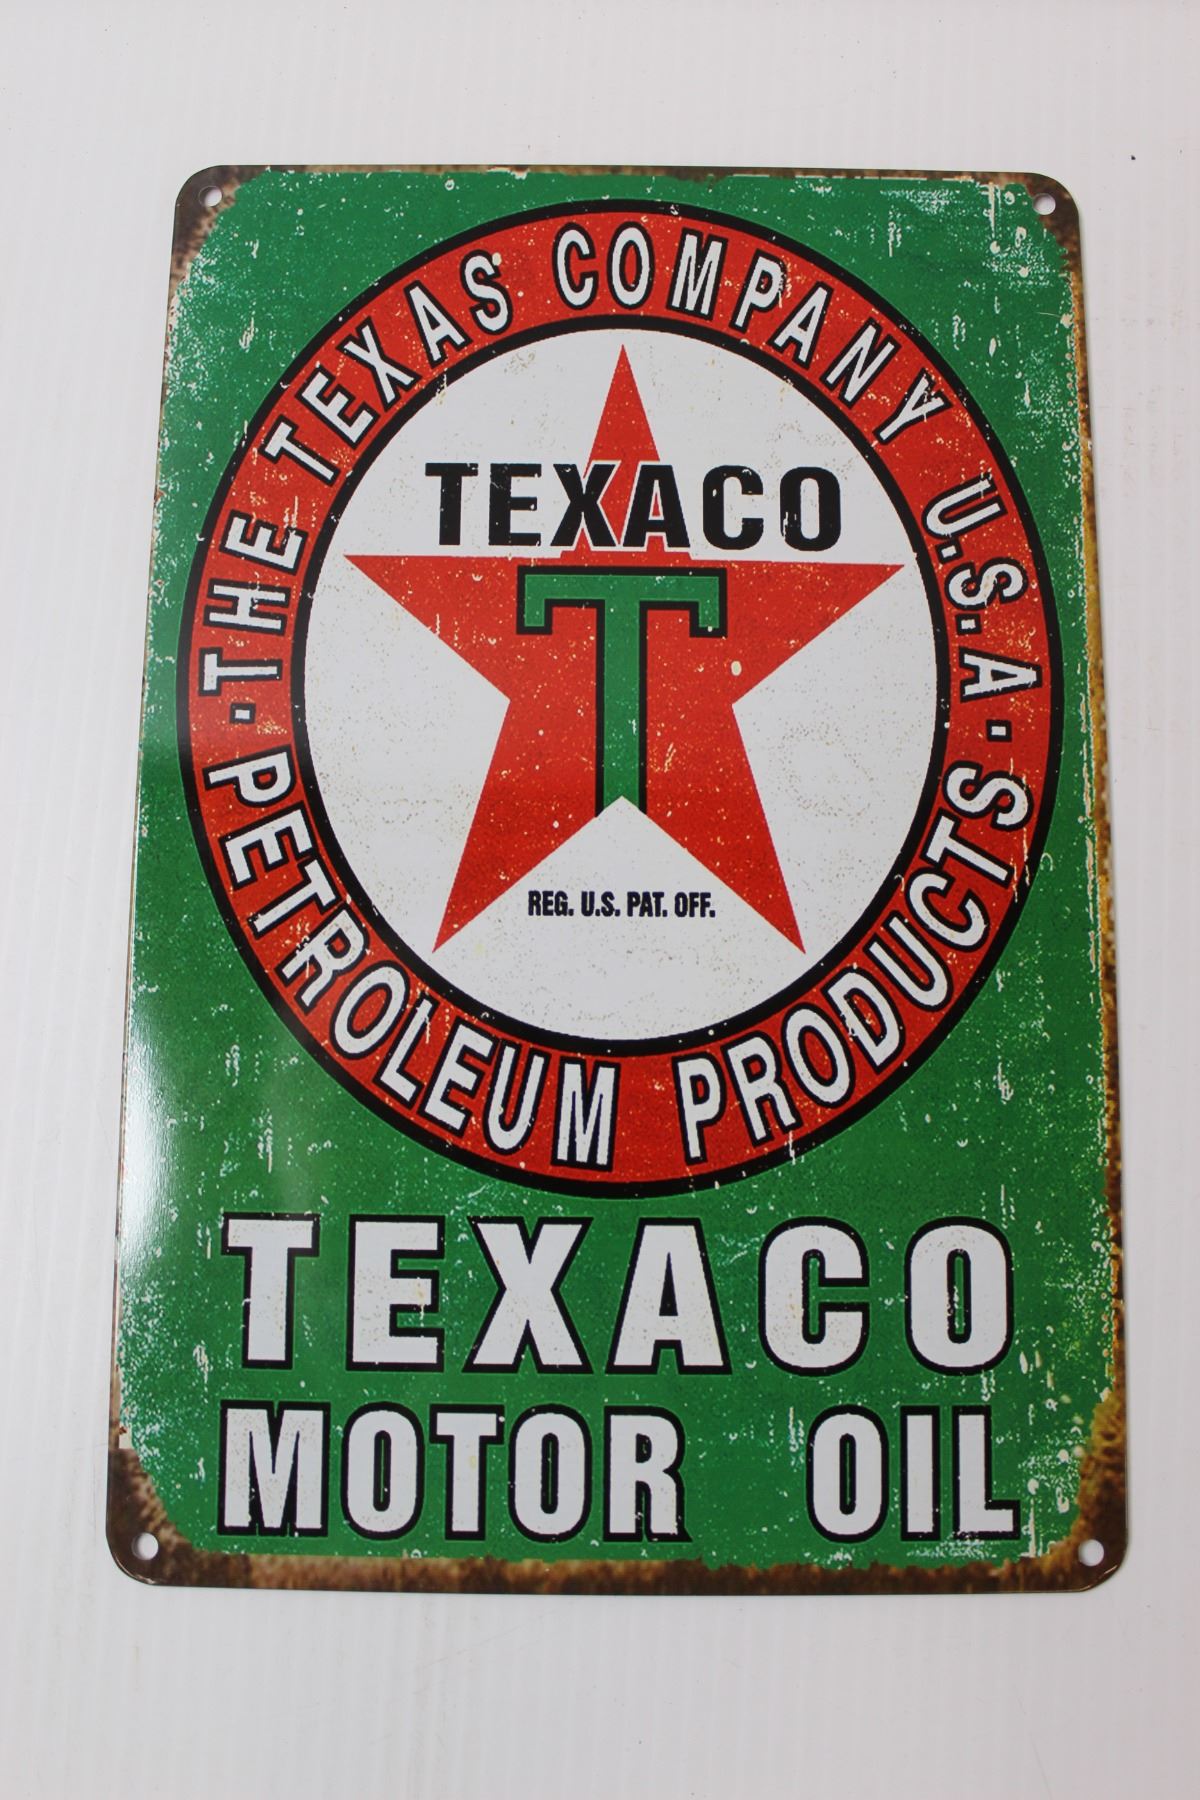 ·THE TEXAS COMPANY U.S.A·
TEXACO
T
REG. U.S. PAT. OFF.
PETROLEUM PRODUCTS
TEXACO
MOTOR OIL